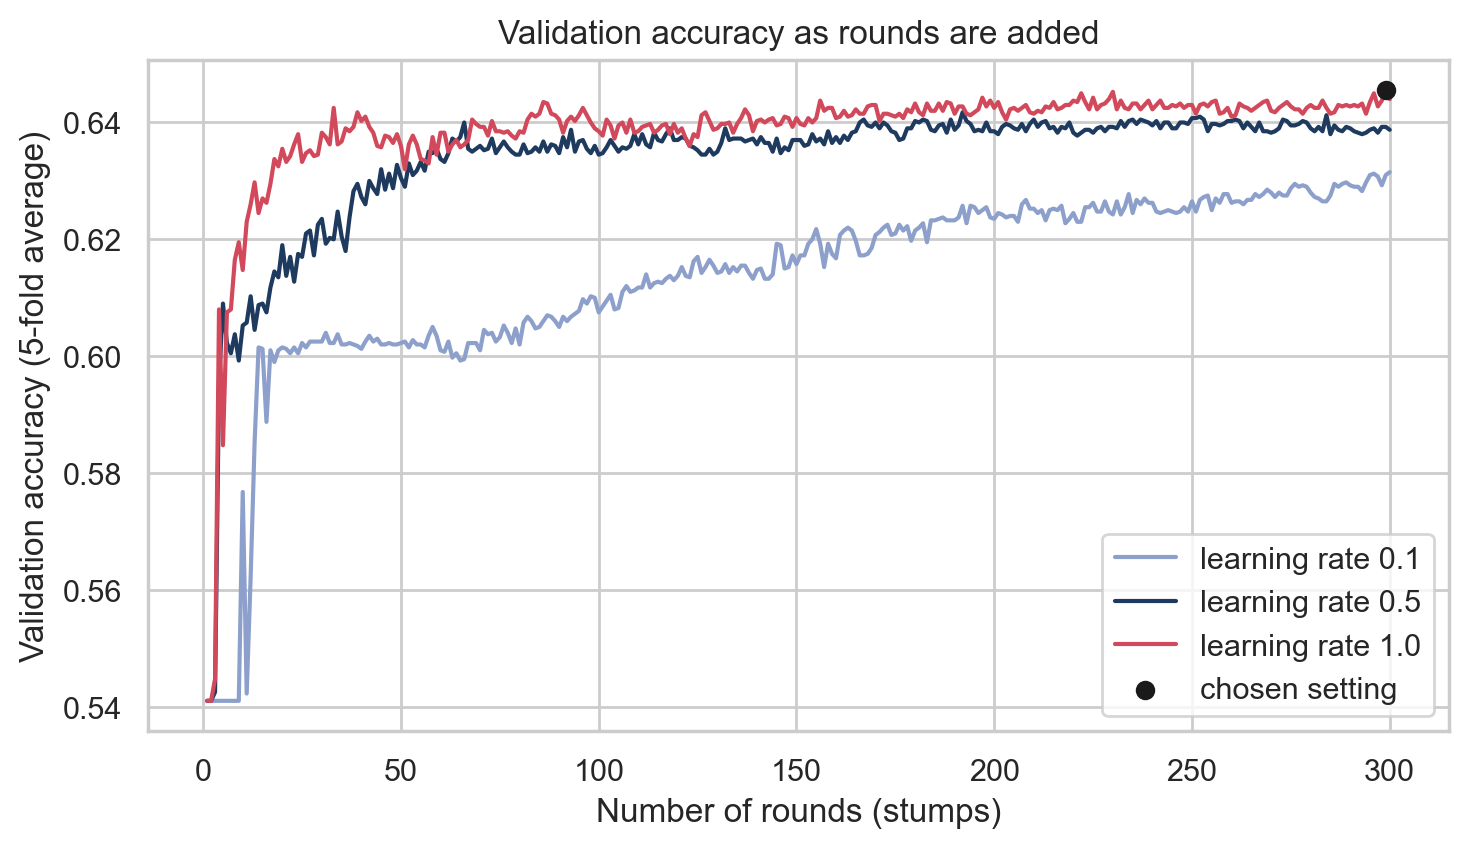 Validation accuracy as rounds are added
Validation accuracy (5-fold average)
0.64
0.62
0.60
0.58
0.56
0.54
0
50
100
150
200
250
300
Number of rounds (stumps)
learning rate 0.1
learning rate 0.5
learning rate 1.0
chosen setting